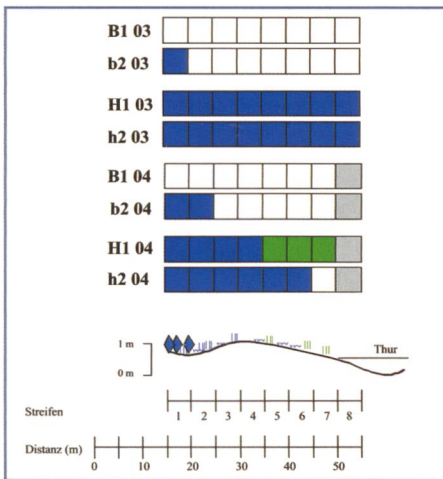 B1 03
b2 03
H1 03
h2 03
B1 04
b2 04
H1 04
h2 04
1 m
0 m
Thur
Streifen
1 2 3 4 5 6 7 8
Distanz (m)
0 10 20 30 40 50